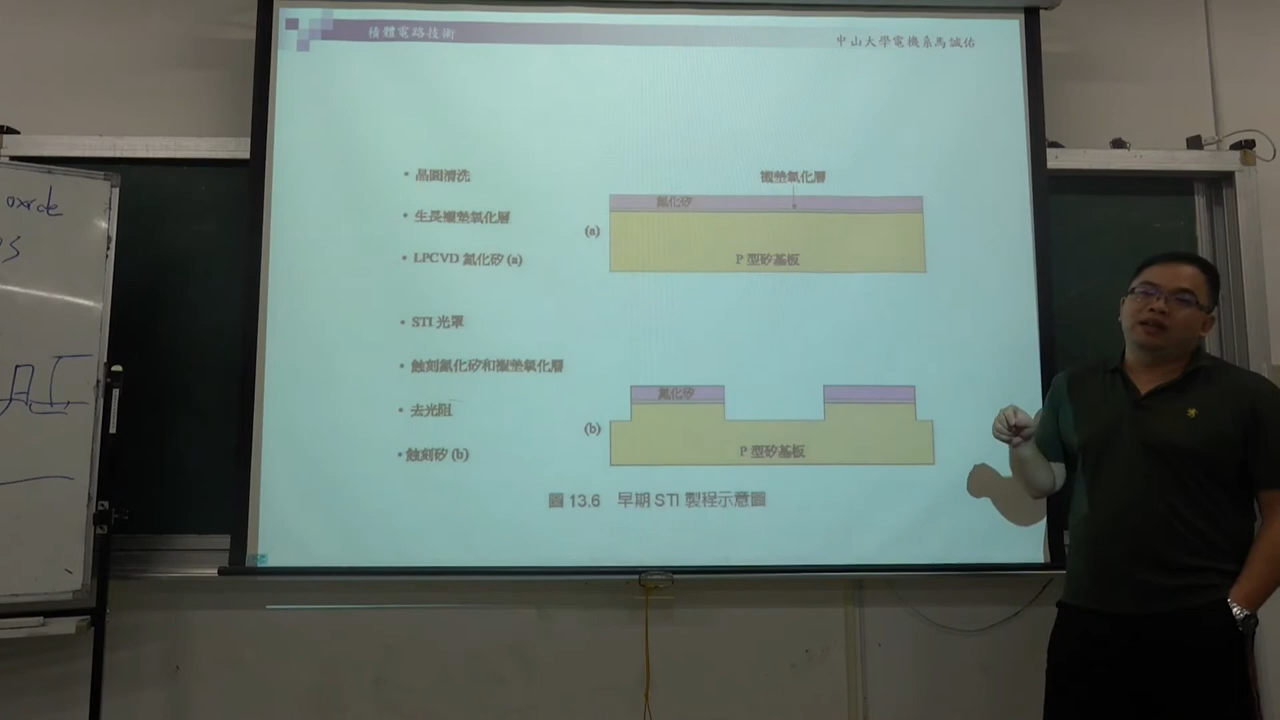 積體電路技術
中山大學電機系馬誠佑
• 晶圓清洗
• 生長襯墊氧化層
• LPCVD 氮化矽 (a)
襯墊氧化層
氮化矽
(a)
P 型矽基板
• STI 光罩
• 蝕刻氮化矽和襯墊氧化層
• 去光阻
• 蝕刻矽 (b)
氮化矽
(b)
P 型矽基板
圖 13.6 早期 STI 製程示意圖
oxide